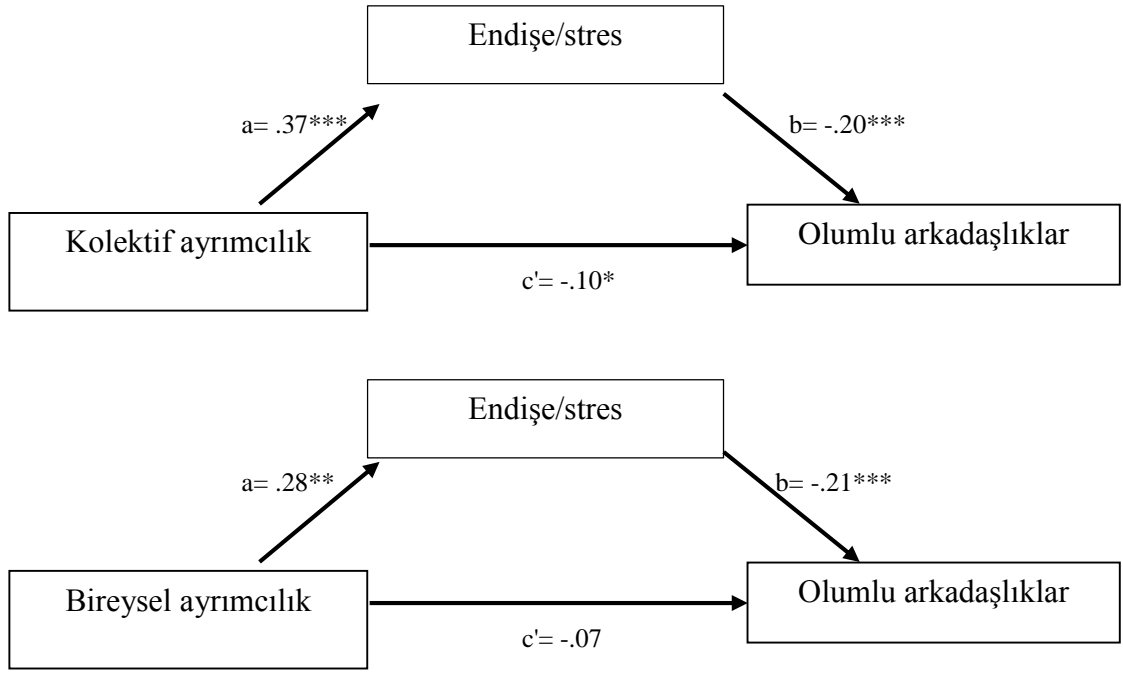 Endişe/stres
a= .37***
b= -.20***
Kolektif ayrımcılık
Olumlu arkadaşlıklar
c'= -.10*
Endişe/stres
a= .28**
b= -.21***
Bireysel ayrımcılık
Olumlu arkadaşlıklar
c'= -.07